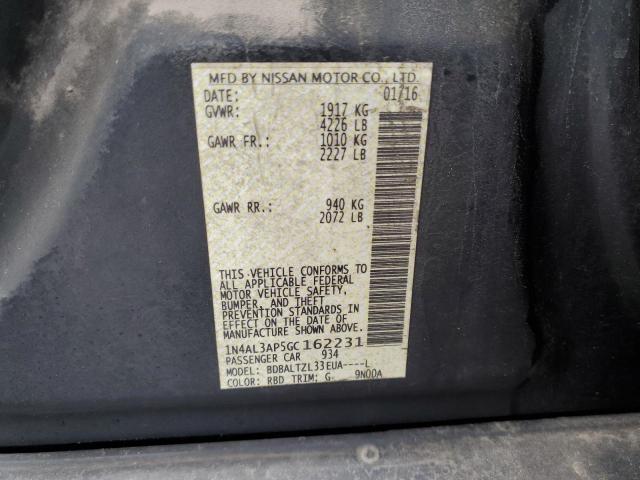 MFD BY NISSAN MOTOR CO., LTD.
DATE: 01/16
GVWR: 1917 KG
4226 LB
GAWR FR.: 1010 KG
2227 LB
GAWR RR.: 940 KG
2072 LB
THIS VEHICLE CONFORMS TO
ALL APPLICABLE FEDERAL
MOTOR VEHICLE SAFETY,
BUMPER, AND THEFT
PREVENTION STANDARDS IN
EFFECT ON THE DATE OF
MANUFACTURE SHOWN ABOVE.
1N4AL3AP5GC162231
PASSENGER CAR 934
MODEL: BDBALTZL33EUA----L
COLOR: RBD TRIM: G- 9N00A